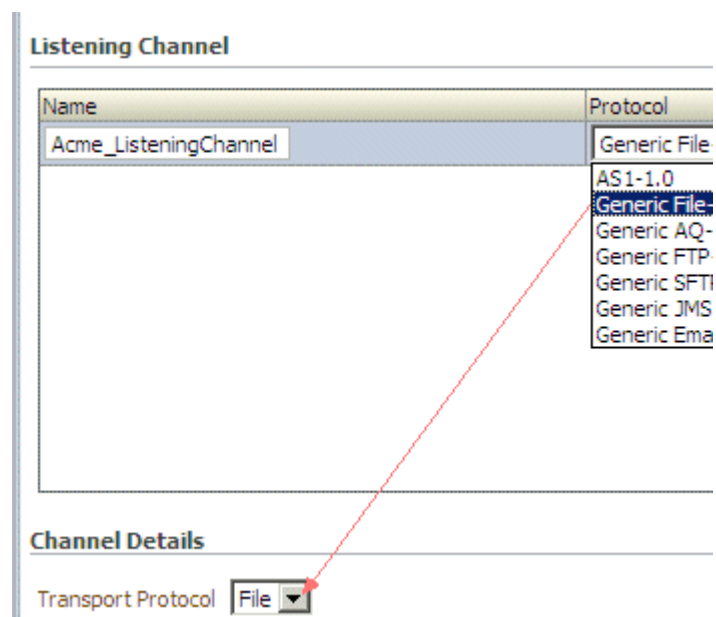 Listening Channel
Name Protocol
Acme_ListeningChannel Generic File-
AS1-1.0
Generic File-
Generic AQ-
Generic FTP-
Generic SFTP
Generic JMS
Generic Ema
Channel Details
Transport Protocol File